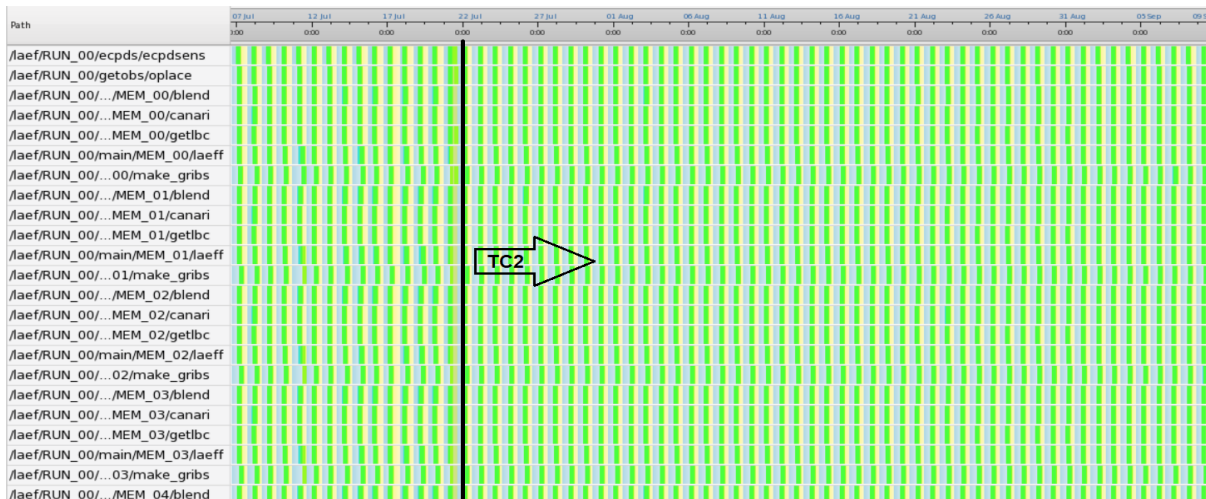 07 Jul 12 Jul 17 Jul 22 Jul 27 Jul 01 Aug 06 Aug 11 Aug 16 Aug 21 Aug 26 Aug 31 Aug 05 Sep 09 S
Path
0:00 0:00 0:00 0:00 0:00 0:00 0:00 0:00 0:00 0:00 0:00 0:00 0:00
/laef/RUN_00/ecpds/ecpdsens
/laef/RUN_00/getobs/oplace
/laef/RUN_00/.../MEM_00/blend
/laef/RUN_00/...MEM_00/canari
/laef/RUN_00/...MEM_00/getlbc
/laef/RUN_00/main/MEM_00/laeff
/laef/RUN_00/...00/make_gribs
/laef/RUN_00/.../MEM_01/blend
/laef/RUN_00/...MEM_01/canari
/laef/RUN_00/...MEM_01/getlbc
/laef/RUN_00/main/MEM_01/laeff
TC2
/laef/RUN_00/...01/make_gribs
/laef/RUN_00/.../MEM_02/blend
/laef/RUN_00/...MEM_02/canari
/laef/RUN_00/...MEM_02/getlbc
/laef/RUN_00/main/MEM_02/laeff
/laef/RUN_00/...02/make_gribs
/laef/RUN_00/.../MEM_03/blend
/laef/RUN_00/...MEM_03/canari
/laef/RUN_00/...MEM_03/getlbc
/laef/RUN_00/main/MEM_03/laeff
/laef/RUN_00/...03/make_gribs
/laef/RUN_00/.../MEM_04/blend